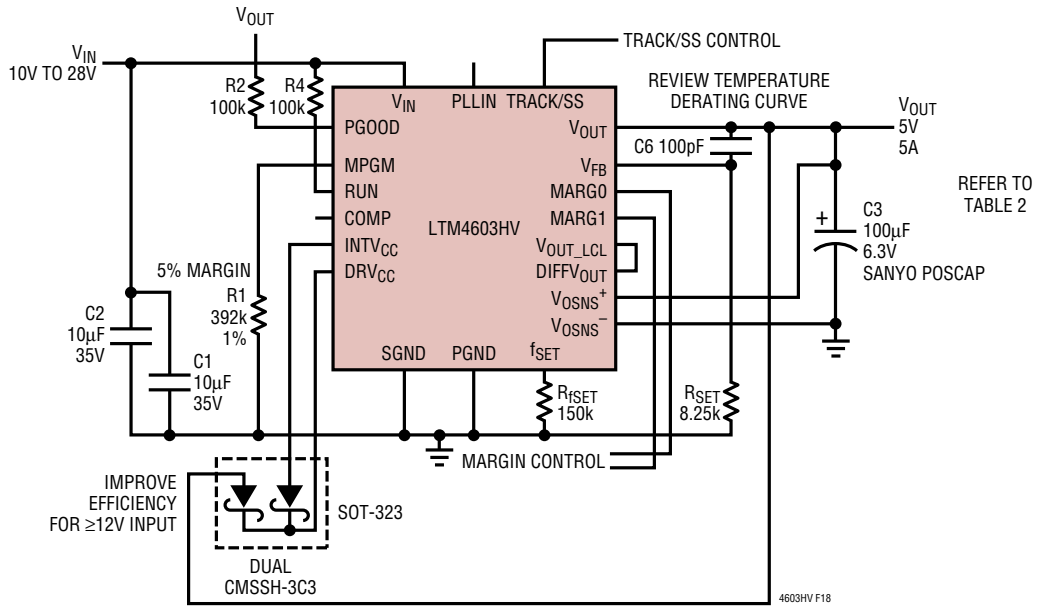 VOUT
VIN
10V TO 28V
R2
100k
R4
100k
TRACK/SS CONTROL
REVIEW TEMPERATURE
DERATING CURVE
VIN
PLLIN
TRACK/SS
PGOOD
MPGM
RUN
COMP
INTVCC
DRVCC
LTM4603HV
VOUT
VFB
MARG0
MARG1
VOUT_LCL
DIFFVOUT
VOSNS+
VOSNS–
SGND
PGND
fSET
C6 100pF
VOUT
5V
5A
REFER TO
TABLE 2
+
C3
100µF
6.3V
SANYO POSCAP
5% MARGIN
R1
392k
1%
C2
10µF
35V
C1
10µF
35V
RfSET
150k
RSET
8.25k
MARGIN CONTROL
IMPROVE
EFFICIENCY
FOR ≥12V INPUT
SOT-323
DUAL
CMSSH-3C3
4603HV F18